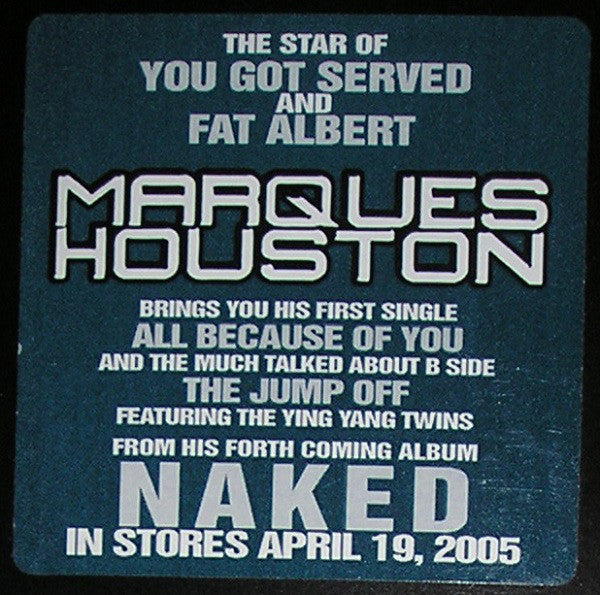 THE STAR OF
YOU GOT SERVED
AND
FAT ALBERT
MARQUES
HOUSTON
BRINGS YOU HIS FIRST SINGLE
ALL BECAUSE OF YOU
AND THE MUCH TALKED ABOUT B SIDE
THE JUMP OFF
FEATURING THE YING YANG TWINS
FROM HIS FORTH COMING ALBUM
NAKED
IN STORES APRIL 19, 2005